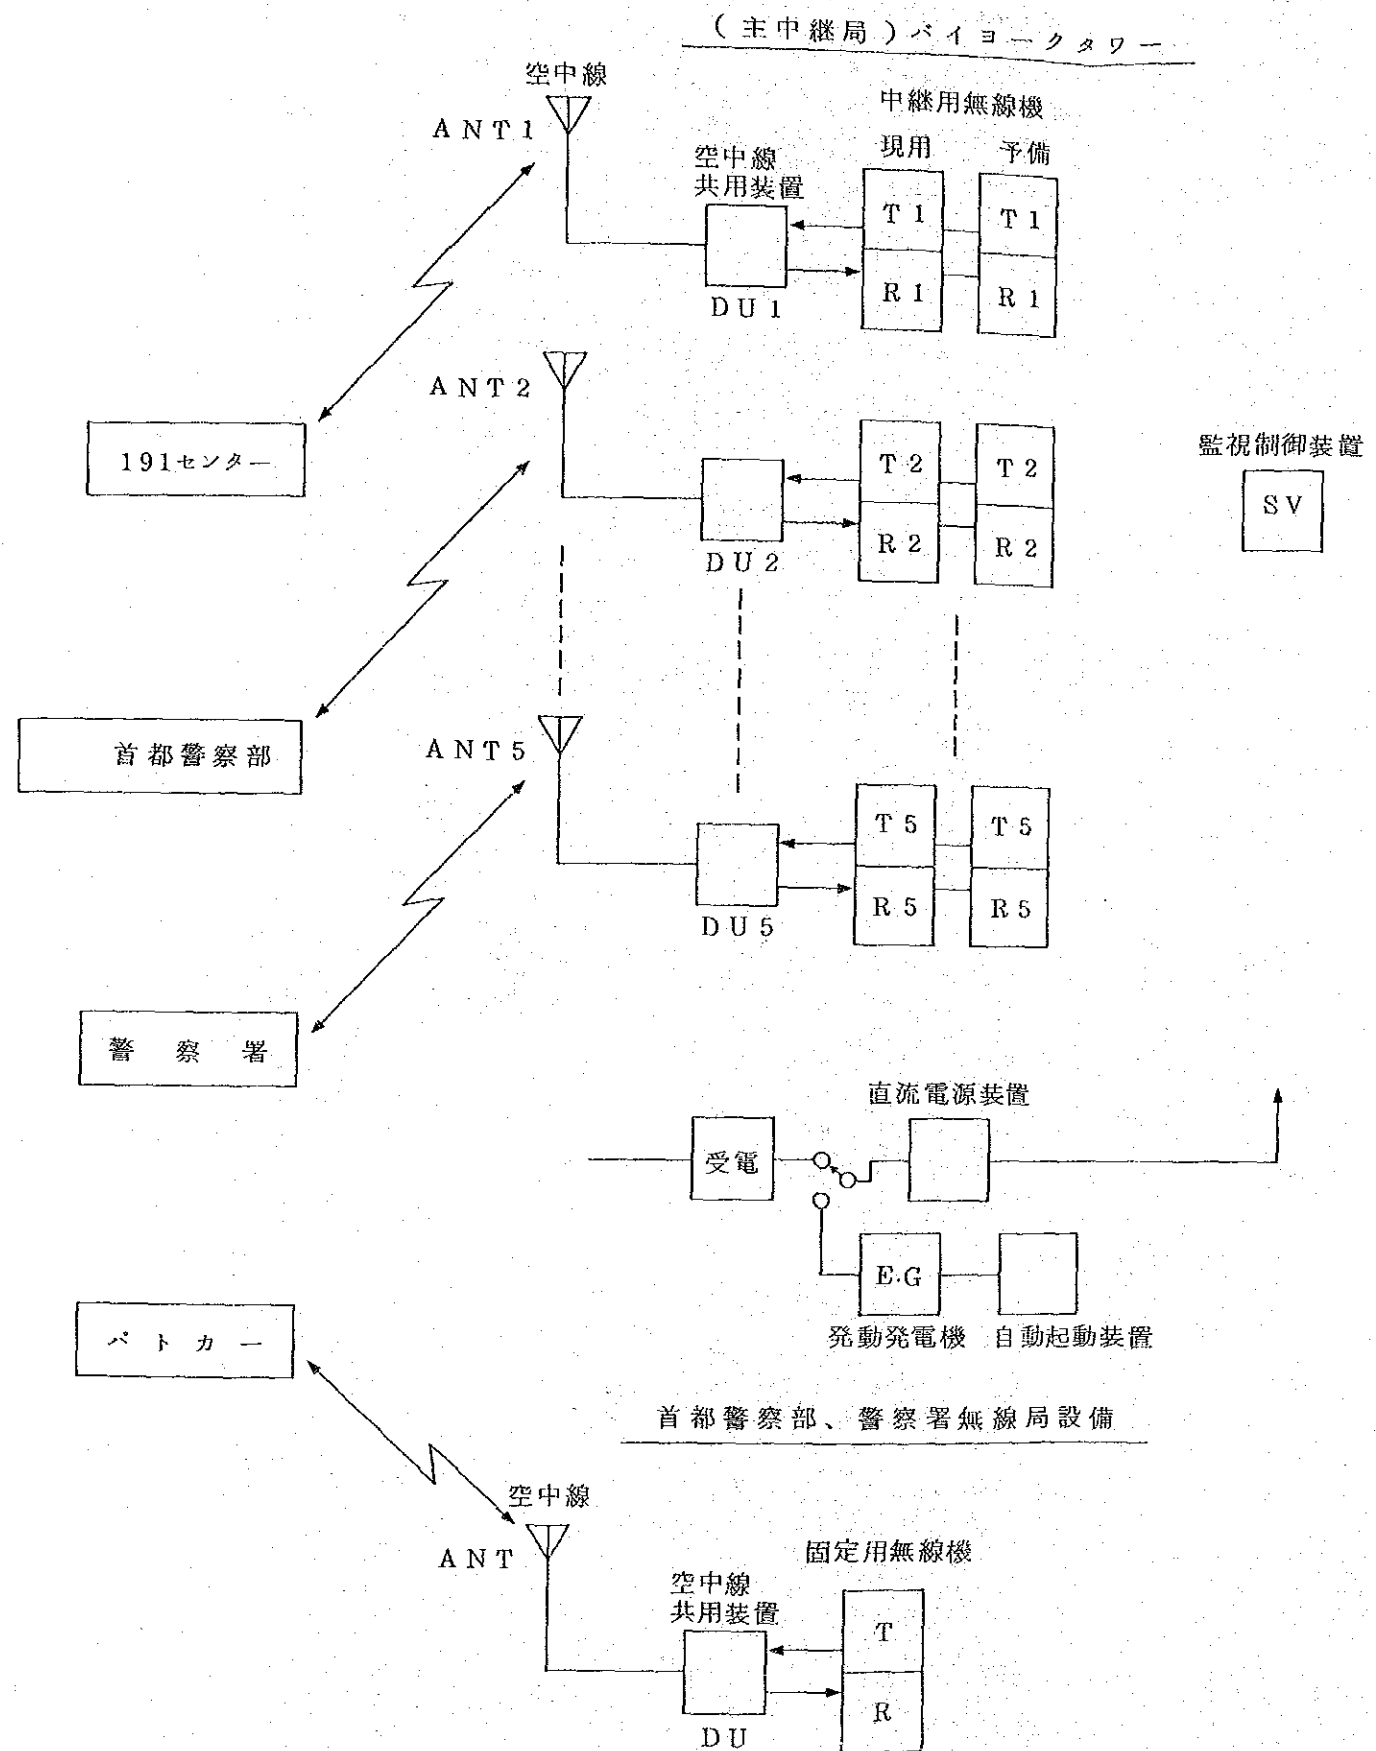 (主中継局)バイヨークタワー
空中線
ANT1
中継用無線機
現用
予備
空中線
共用装置
T1
T1
R1
R1
DU1
ANT2
191センター
T2
T2
監視制御装置
SV
R2
R2
DU2
首都警察部
ANT5
T5
T5
R5
R5
DU5
警察署
直流電源装置
受電
E.G
発動発電機
自動起動装置
パトカー
首都警察部、警察署無線局設備
空中線
ANT
固定用無線機
空中線
共用装置
T
R
DU